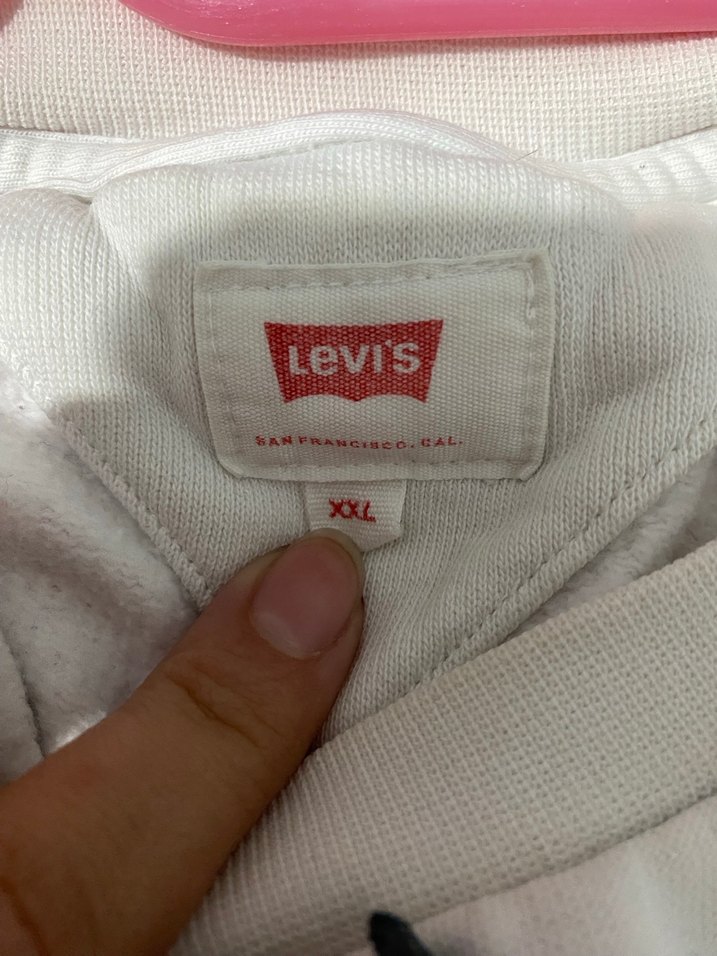 Levi's
SAN FRANCISCO, CAL.
XXL